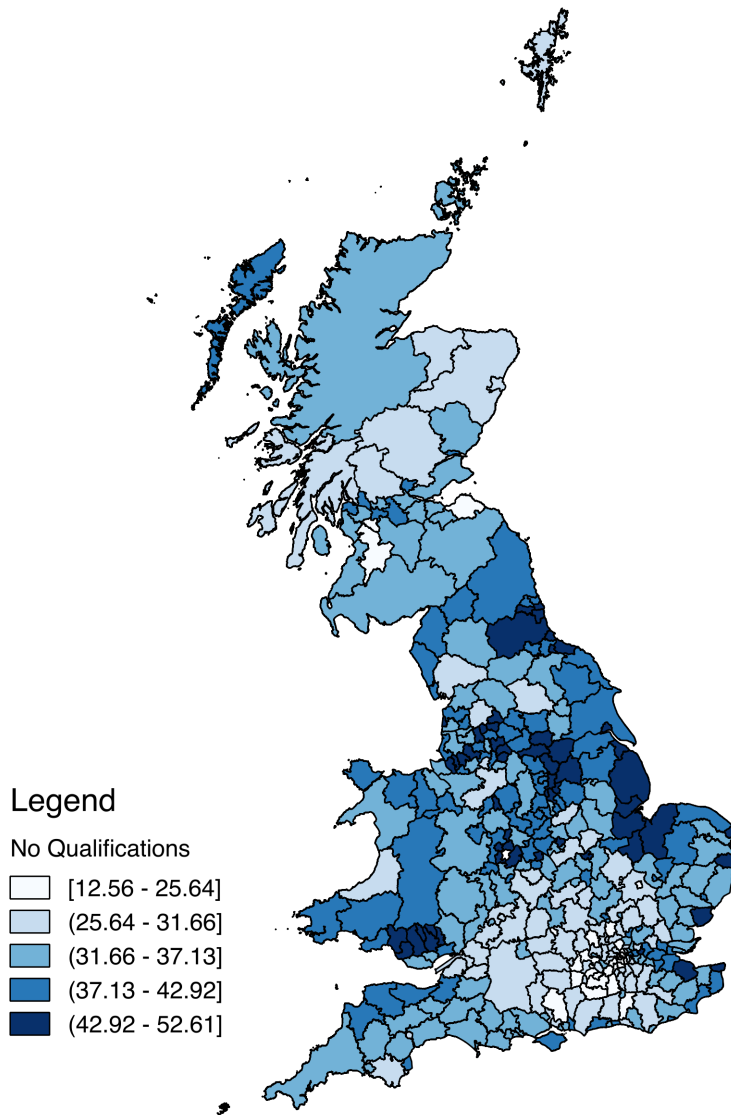 Legend
No Qualifications
[12.56 - 25.64]
(25.64 - 31.66]
(31.66 - 37.13]
(37.13 - 42.92]
(42.92 - 52.61]